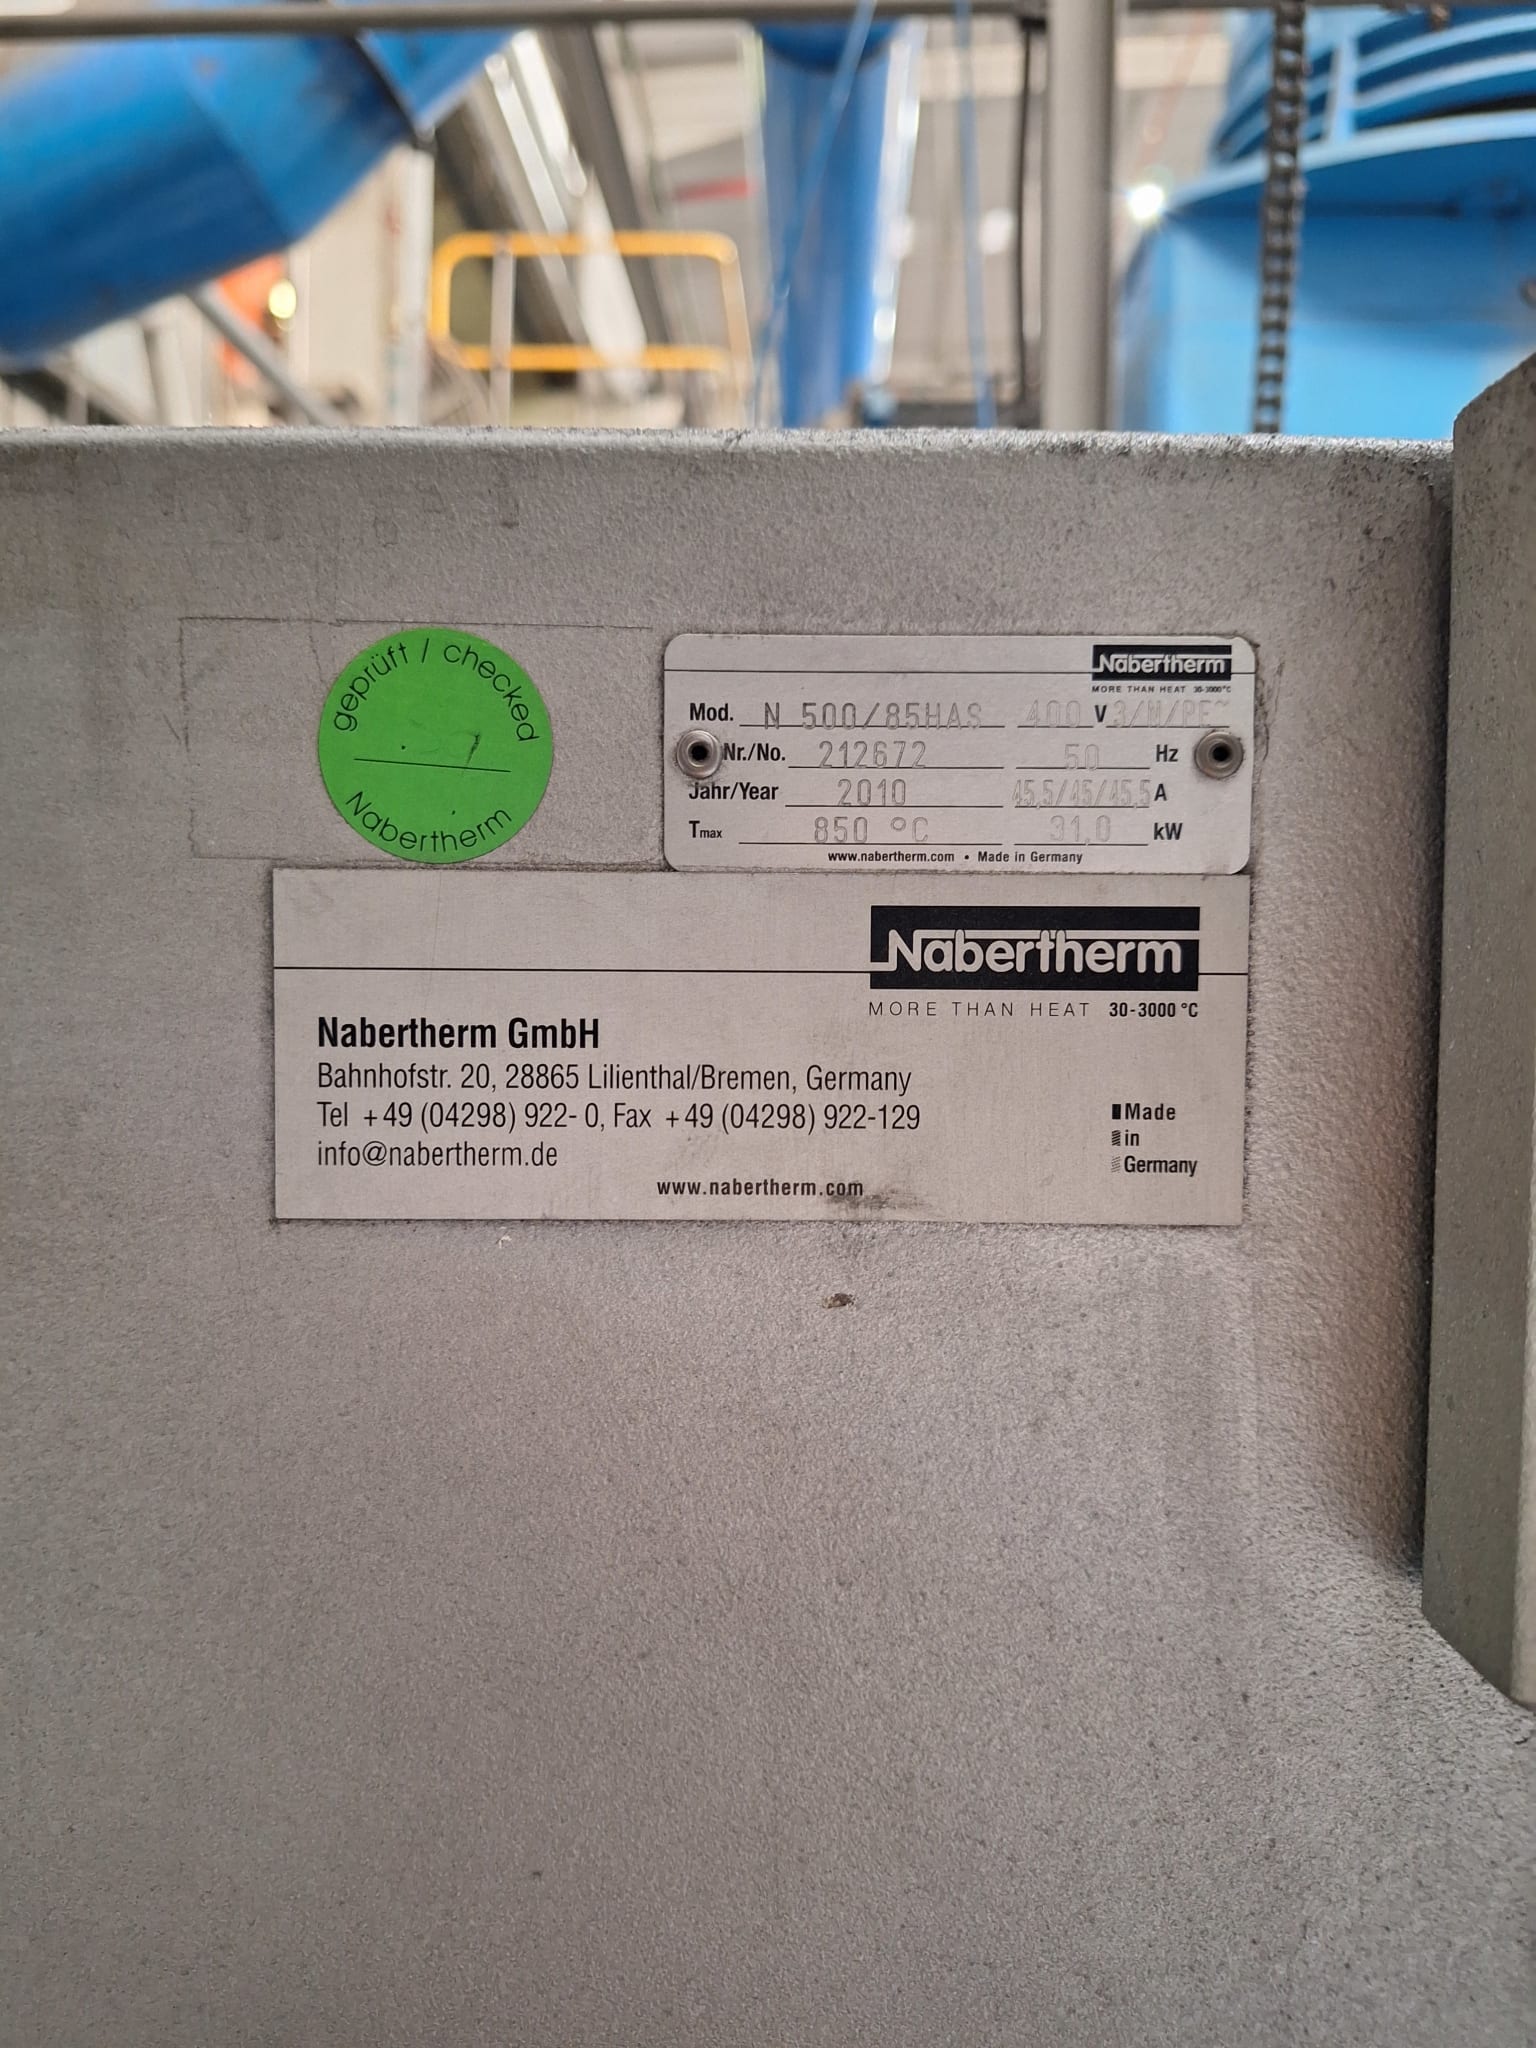 geprüft / checked
Nabertherm
Nabertherm
MORE THAN HEAT 30-3000 °C
Mod. N 500/85HAS 400 V 3/N/PE~
Nr./No. 212672 50 Hz
Jahr/Year 2010 45,5/45/45,5 A
Tmax 850 °C 31,0 kW
www.nabertherm.com • Made in Germany
Nabertherm
MORE THAN HEAT 30-3000 °C
Nabertherm GmbH
Bahnhofstr. 20, 28865 Lilienthal/Bremen, Germany
Tel +49 (04298) 922- 0, Fax +49 (04298) 922-129
info@nabertherm.de
www.nabertherm.com
Made
in
Germany